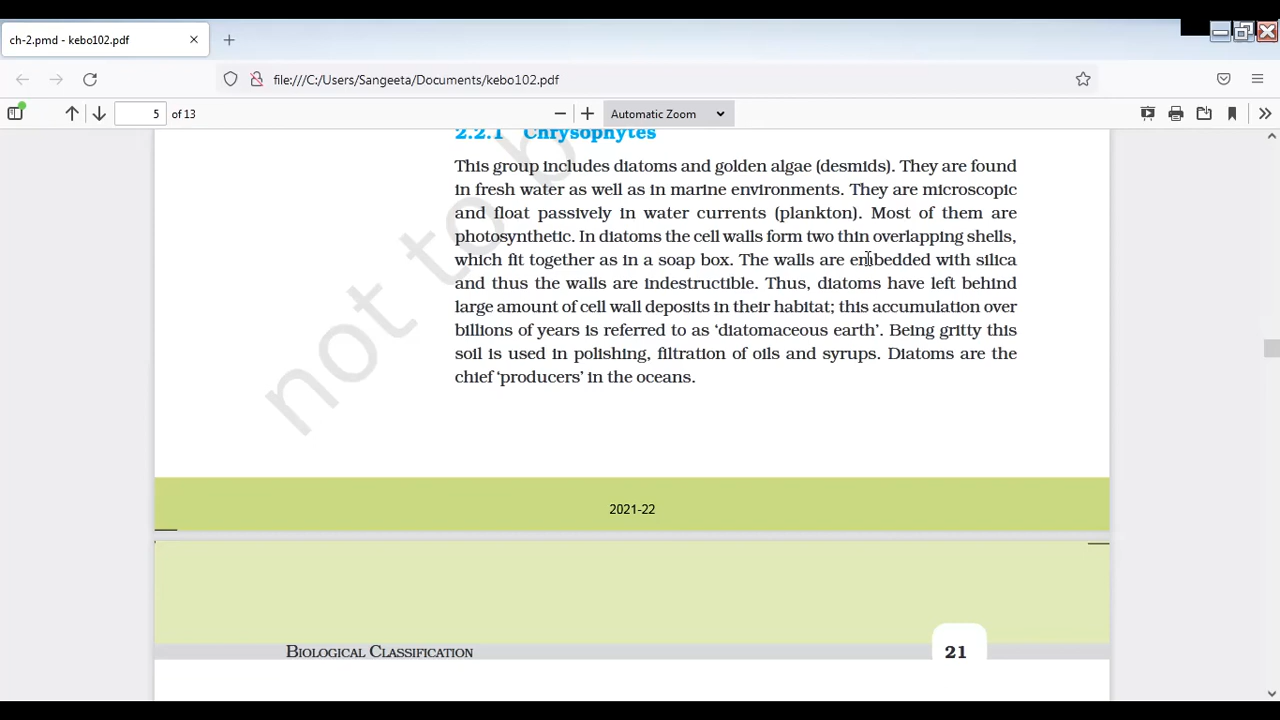 ch-2.pmd - kebo102.pdf
file:///C:/Users/Sangeeta/Documents/kebo102.pdf
5 of 13
Automatic Zoom
2.2.1 Chrysophytes
This group includes diatoms and golden algae (desmids). They are found
in fresh water as well as in marine environments. They are microscopic
and float passively in water currents (plankton). Most of them are
photosynthetic. In diatoms the cell walls form two thin overlapping shells,
which fit together as in a soap box. The walls are embedded with silica
and thus the walls are indestructible. Thus, diatoms have left behind
large amount of cell wall deposits in their habitat; this accumulation over
billions of years is referred to as ‘diatomaceous earth’. Being gritty this
soil is used in polishing, filtration of oils and syrups. Diatoms are the
chief ‘producers’ in the oceans.
not to b
2021-22
BIOLOGICAL CLASSIFICATION
21